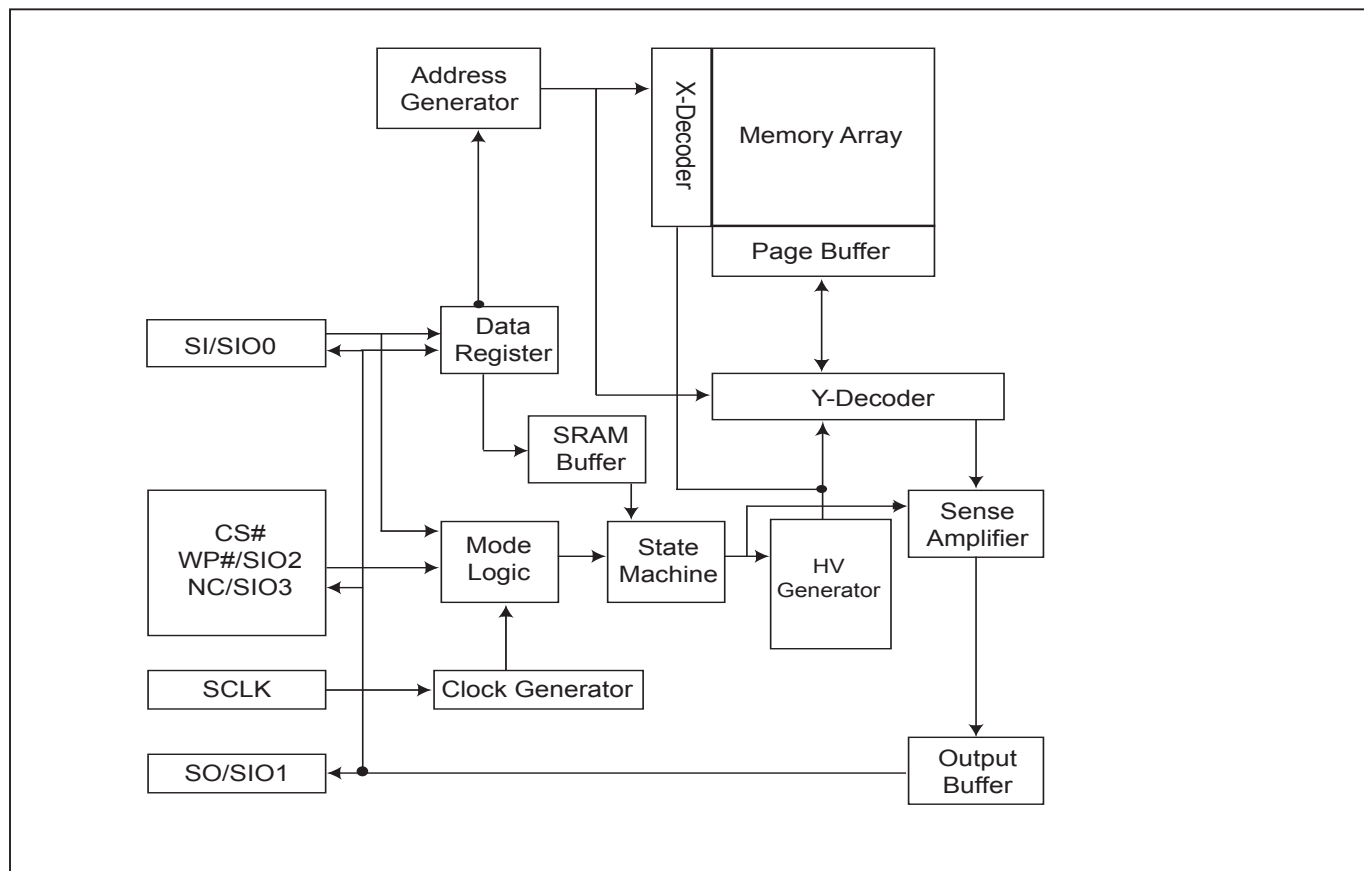 Address
Generator
X-Decoder
Memory Array
Page Buffer
SI/SIO0
Data
Register
Y-Decoder
SRAM
Buffer
CS#
WP#/SIO2
NC/SIO3
Mode
Logic
State
Machine
HV
Generator
Sense
Amplifier
SCLK
Clock Generator
SO/SIO1
Output
Buffer